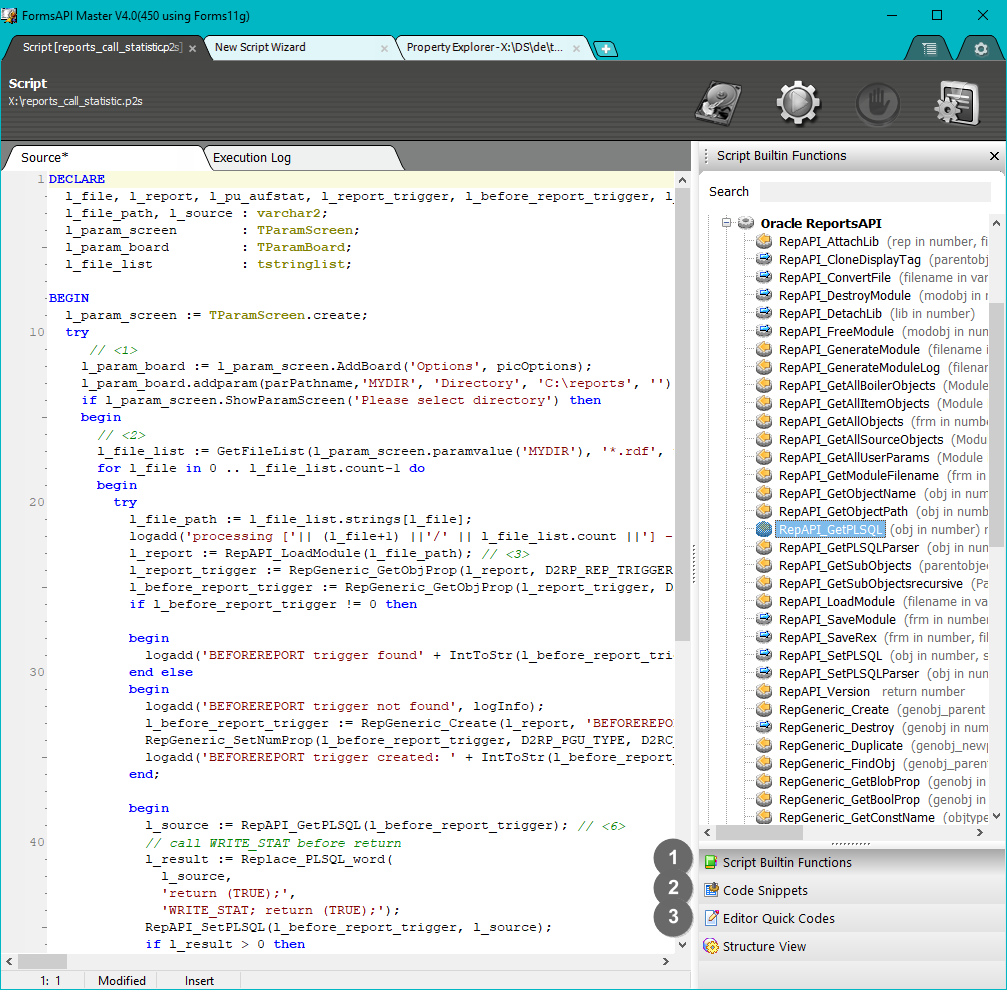 FormsAPI Master V4.0(450 using Forms11g)
Script [reports_call_statistic.p2s]
New Script Wizard
Property Explorer - X:\DS\de\t...
Script
X:\reports_call_statistic.p2s
Source*
Execution Log
1 DECLARE
l_file, l_report, l_pu_aufstat, l_report_trigger, l_before_report_trigger, l
l_file_path, l_source : varchar2;
l_param_screen : TParamScreen;
l_param_board : TParamBoard;
l_file_list : tstringlist;
BEGIN
l_param_screen := TParamScreen.create;
10 try
// <1>
l_param_board := l_param_screen.AddBoard('Options', picOptions);
l_param_board.addparam(parPathname,'MYDIR', 'Directory', 'C:\reports', '')
if l_param_screen.ShowParamScreen('Please select directory') then
begin
// <2>
l_file_list := GetFileList(l_param_screen.paramvalue('MYDIR'), '*.rdf',
for l_file in 0 .. l_file_list.count-1 do
begin
20 try
l_file_path := l_file_list.strings[l_file];
logadd('processing ['|| (l_file+1) ||'/' || l_file_list.count ||'] -
l_report := RepAPI_LoadModule(l_file_path); // <3>
l_report_trigger := RepGeneric_GetObjProp(l_report, D2RP_REP_TRIGGER
l_before_report_trigger := RepGeneric_GetObjProp(l_report_trigger, D
if l_before_report_trigger != 0 then
begin
logadd('BEFOREREPORT trigger found' + IntToStr(l_before_report_tri
30 end else
begin
logadd('BEFOREREPORT trigger not found', logInfo);
l_before_report_trigger := RepGeneric_Create(l_report, 'BEFOREREPO
RepGeneric_SetNumProp(l_before_report_trigger, D2RP_PGU_TYPE, D2RC_
logadd('BEFOREREPORT trigger created: ' + IntToStr(l_before_report_
end;
begin
l_source := RepAPI_GetPLSQL(l_before_report_trigger); // <6>
40 // call WRITE_STAT before return
l_result := Replace_PLSQL_word(
l_source,
'return (TRUE);',
'WRITE_STAT; return (TRUE);');
RepAPI_SetPLSQL(l_before_report_trigger, l_source);
if l_result > 0 then
1: 1
Modified
Insert
Script Builtin Functions
Search
Oracle ReportsAPI
RepAPI_AttachLib (rep in number, fi
RepAPI_CloneDisplayTag (parentobj
RepAPI_ConvertFile (filename in var
RepAPI_DestroyModule (modobj in n
RepAPI_DetachLib (lib in number)
RepAPI_FreeModule (modobj in num
RepAPI_GenerateModule (filename i
RepAPI_GenerateModuleLog (filenar
RepAPI_GetAllBoilerObjects (Module
RepAPI_GetAllItemObjects (Module
RepAPI_GetAllObjects (frm in numbe
RepAPI_GetAllSourceObjects (Modu
RepAPI_GetAllUserParams (Module
RepAPI_GetModuleFilename (frm in
RepAPI_GetObjectName (obj in num
RepAPI_GetObjectPath (obj in numb
RepAPI_GetPLSQL (obj in number) r
RepAPI_GetPLSQLParser (obj in num
RepAPI_GetSubObjects (parentobje
RepAPI_GetSubObjectsrecursive (Pa
RepAPI_LoadModule (filename in va
RepAPI_SaveModule (frm in number
RepAPI_SaveRex (frm in number, fil
RepAPI_SetPLSQL (obj in number, s
RepAPI_SetPLSQLParser (obj in num
RepAPI_Version return number
RepGeneric_Create (genobj_parent
RepGeneric_Destroy (genobj in num
RepGeneric_Duplicate (genobj_newp
RepGeneric_FindObj (genobj_paren
RepGeneric_GetBlobProp (genobj in
RepGeneric_GetBoolProp (genobj in
RepGeneric_GetConstName (objtype
1 Script Builtin Functions
2 Code Snippets
3 Editor Quick Codes
Structure View